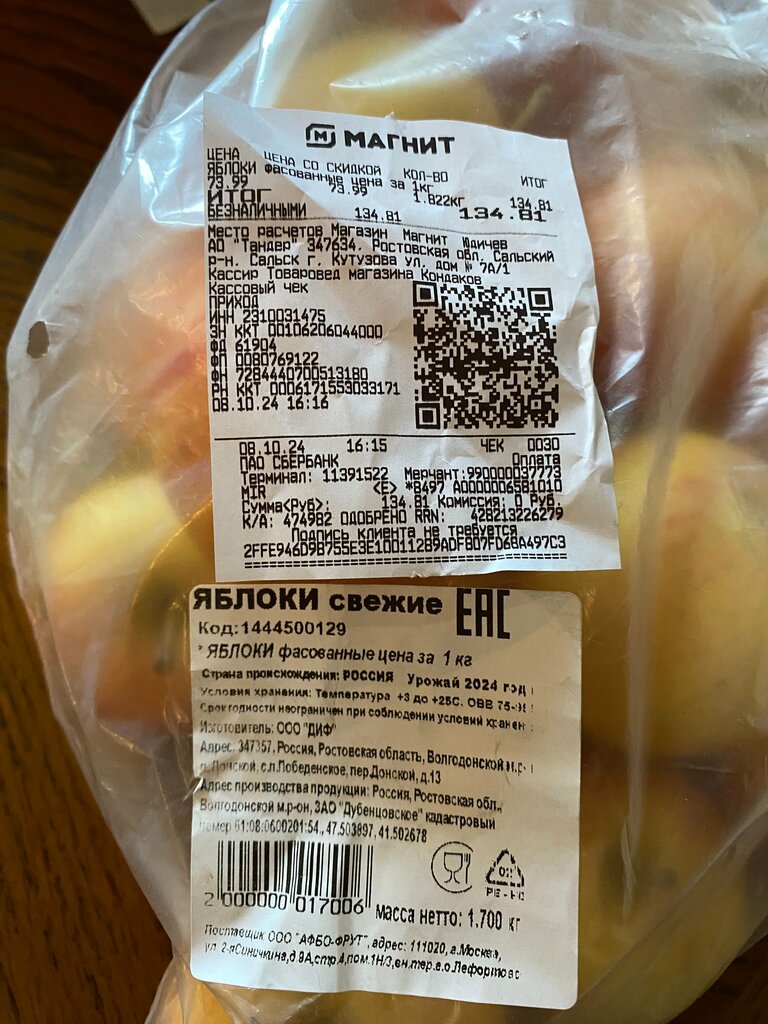 МАГНИТ
ЦЕНА ЦЕНА СО СКИДКОЙ КОЛ-ВО ИТОГ
ЯБЛОКИ фасованные цена за 1кг
73.99 73.99 1.822кг 134.81
ИТОГ 134.81
БЕЗНАЛИЧНЫМИ 134.81
Место расчетов Магазин Магнит Юдичев
АО "Тандер" 347634, Ростовская обл, Сальский
р-н, Сальск г, Кутузова ул, дом № 7А/1
Кассир Товаровед магазина Кондаков
Кассовый чек
ПРИХОД
ИНН 2310031475
ЗН ККТ 00106206044000
ФД 61904
ФП 0080769122
ФН 7284440700513180
РН ККТ 0006171553033171
08.10.24 16:16
08.10.24 16:15 ЧЕК 0030
ПАО СБЕРБАНК Оплата
Терминал: 11391522 Мерчант:990000037773
MIR <E> *8497 A0000006581010
Сумма<Руб>: 134.81 Комиссия: 0 Руб.
К/А: 474982 ОДОБРЕНО RRN: 428213226279
Подпись клиента не требуется
2FFE946D9B755E3E10D11289ADF807FD68A497C3
ЯБЛОКИ свежие EAC
Код:1444500129
* ЯБЛОКИ фасованные цена за 1 кг
Страна происхождения: РОССИЯ Урожай 2024 год
Условия хранения: Температура +3 до +25С, ОВВ 75-
Срок годности неограничен при соблюдении условий хранен
Изготовитель: ООО "ДИФ"
Адрес: 347357, Россия, Ростовская область, Волгодонской м.р-
п. Донской, с.п.Победенское, пер.Донской, д.13
Адрес производства продукции: Россия, Ростовская обл.,
Волгодонской м.р-он, ЗАО "Дубенцовское" кадастровый
номер 61:08:0600201:54., 47.503897, 41.502678
2 000000 017006
Масса нетто: 1.700 кг
Поставщик ООО "АФБО-ФРУТ", адрес: 111020, г.Москва,
ул. 2-яСиничкина,д.9А,стр.4,пом.1Н/3,вн.тер.г.о.Лефортово